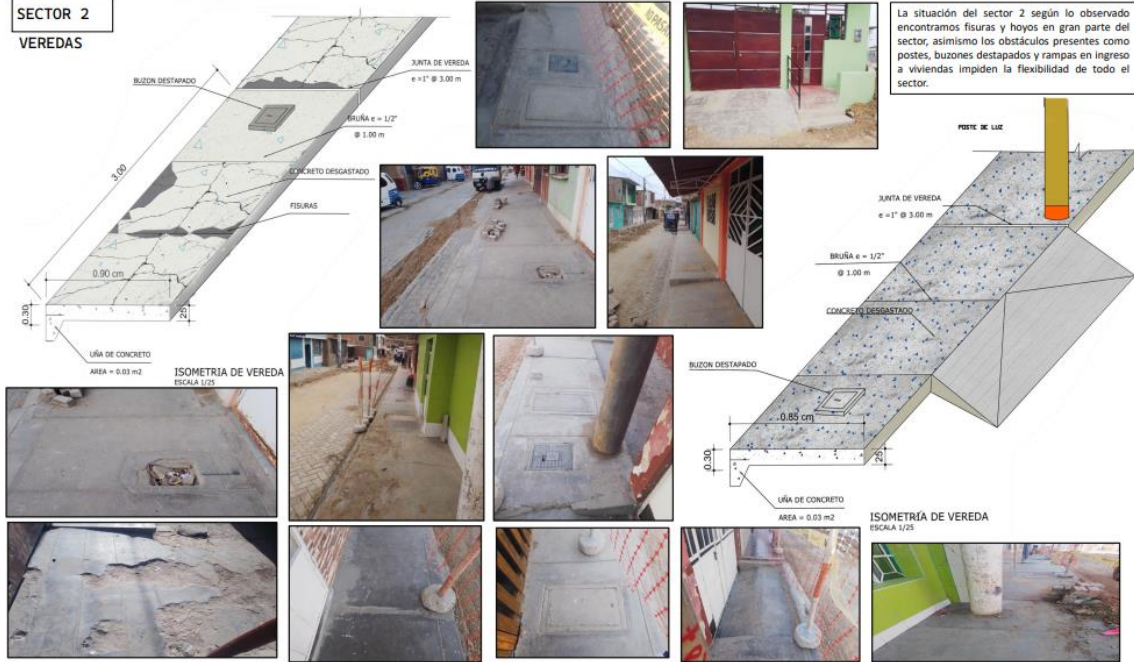 SECTOR 2
VEREDAS
BUZON DESTAPADO
JUNTA DE VEREDA
e =1" @ 3.00 m
BRUÑA e = 1/2"
@ 1.00 m
CONCRETO DESGASTADO
FISURAS
3.00
0.90 cm
0.30
25
UÑA DE CONCRETO
AREA = 0.03 m2
ISOMETRIA DE VEREDA
ESCALA 1/25
La situación del sector 2 según lo observado
encontramos fisuras y hoyos en gran parte del
sector, asimismo los obstáculos presentes como
postes, buzones destapados y rampas en ingreso
a viviendas impiden la flexibilidad de todo el
sector.
POSTE DE LUZ
JUNTA DE VEREDA
e =1" @ 3.00 m
BRUÑA e = 1/2"
@ 1.00 m
CONCRETO DESGASTADO
BUZON DESTAPADO
0.85 cm
0.30
25
UÑA DE CONCRETO
AREA = 0.03 m2
ISOMETRIA DE VEREDA
ESCALA 1/25